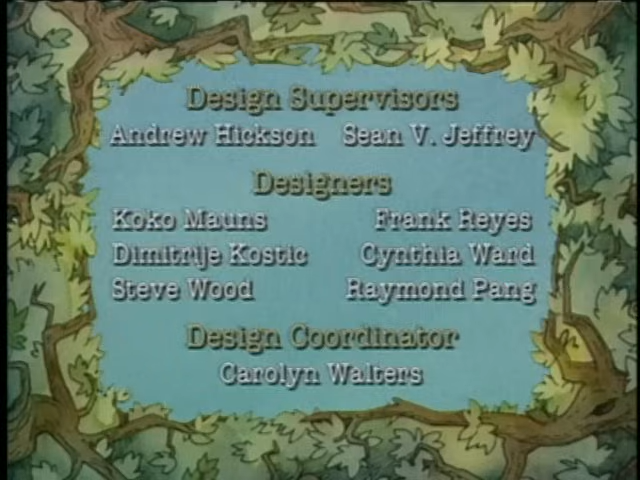 Design Supervisors
Andrew Hickson Sean V. Jeffrey
Designers
Koko Mauns Frank Reyes
Dimitrije Kostic Cynthia Ward
Steve Wood Raymond Pang
Design Coordinator
Carolyn Walters